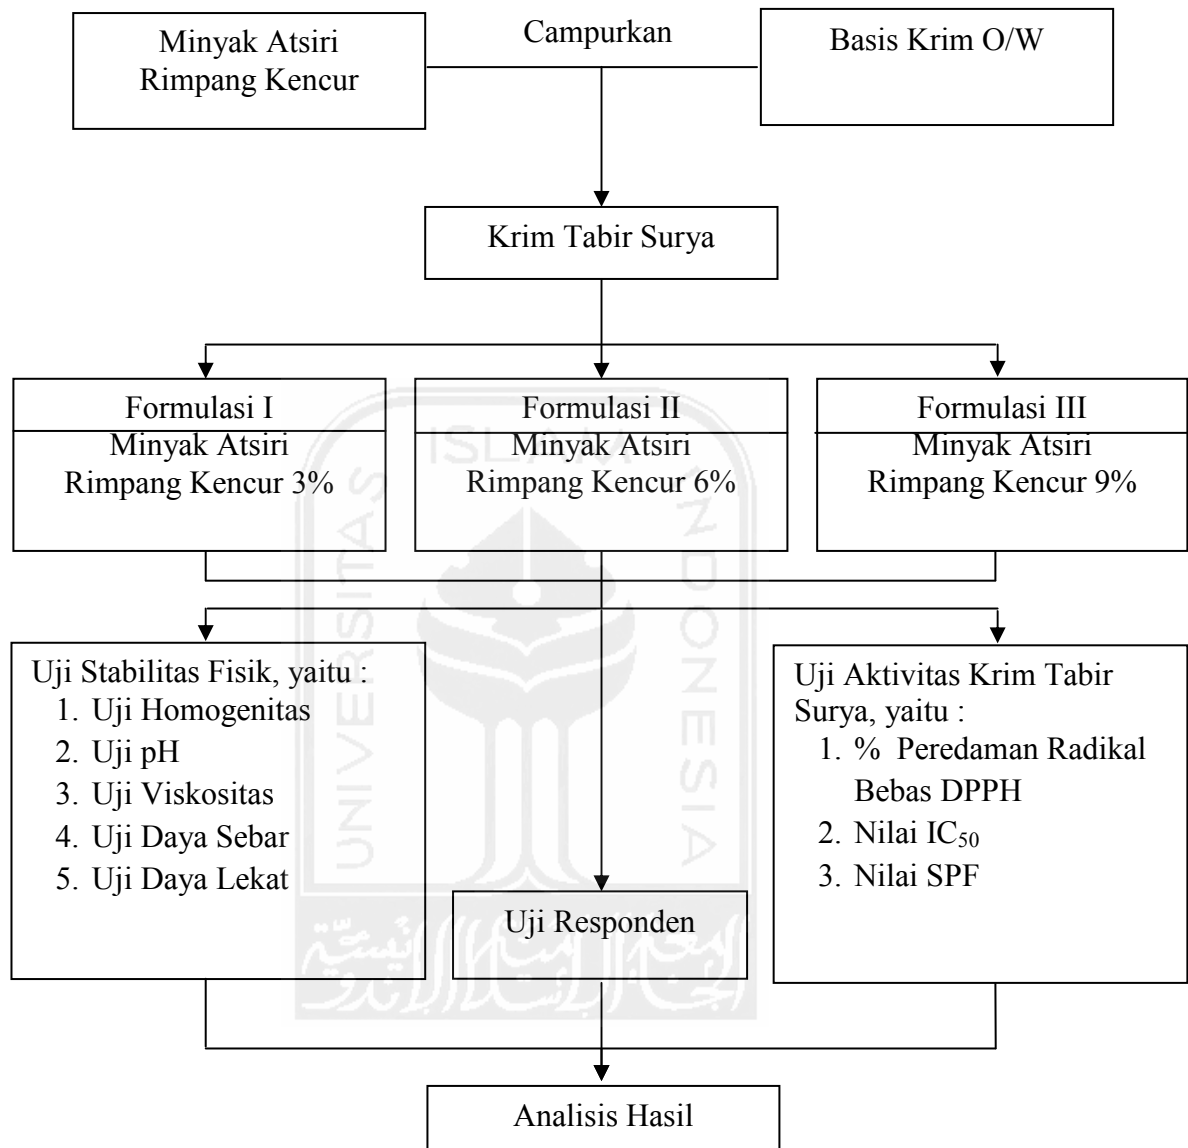 Minyak Atsiri
Rimpang Kencur
Campurkan
Basis Krim O/W
Krim Tabir Surya
Formulasi I
Minyak Atsiri
Rimpang Kencur 3%
Formulasi II
Minyak Atsiri
Rimpang Kencur 6%
Formulasi III
Minyak Atsiri
Rimpang Kencur 9%
Uji Stabilitas Fisik, yaitu :
1. Uji Homogenitas
2. Uji pH
3. Uji Viskositas
4. Uji Daya Sebar
5. Uji Daya Lekat
Uji Responden
Uji Aktivitas Krim Tabir
Surya, yaitu :
1. % Peredaman Radikal
Bebas DPPH
2. Nilai IC₅₀
3. Nilai SPF
Analisis Hasil
UNIVERSITAS
ISLAM
INDONESIA